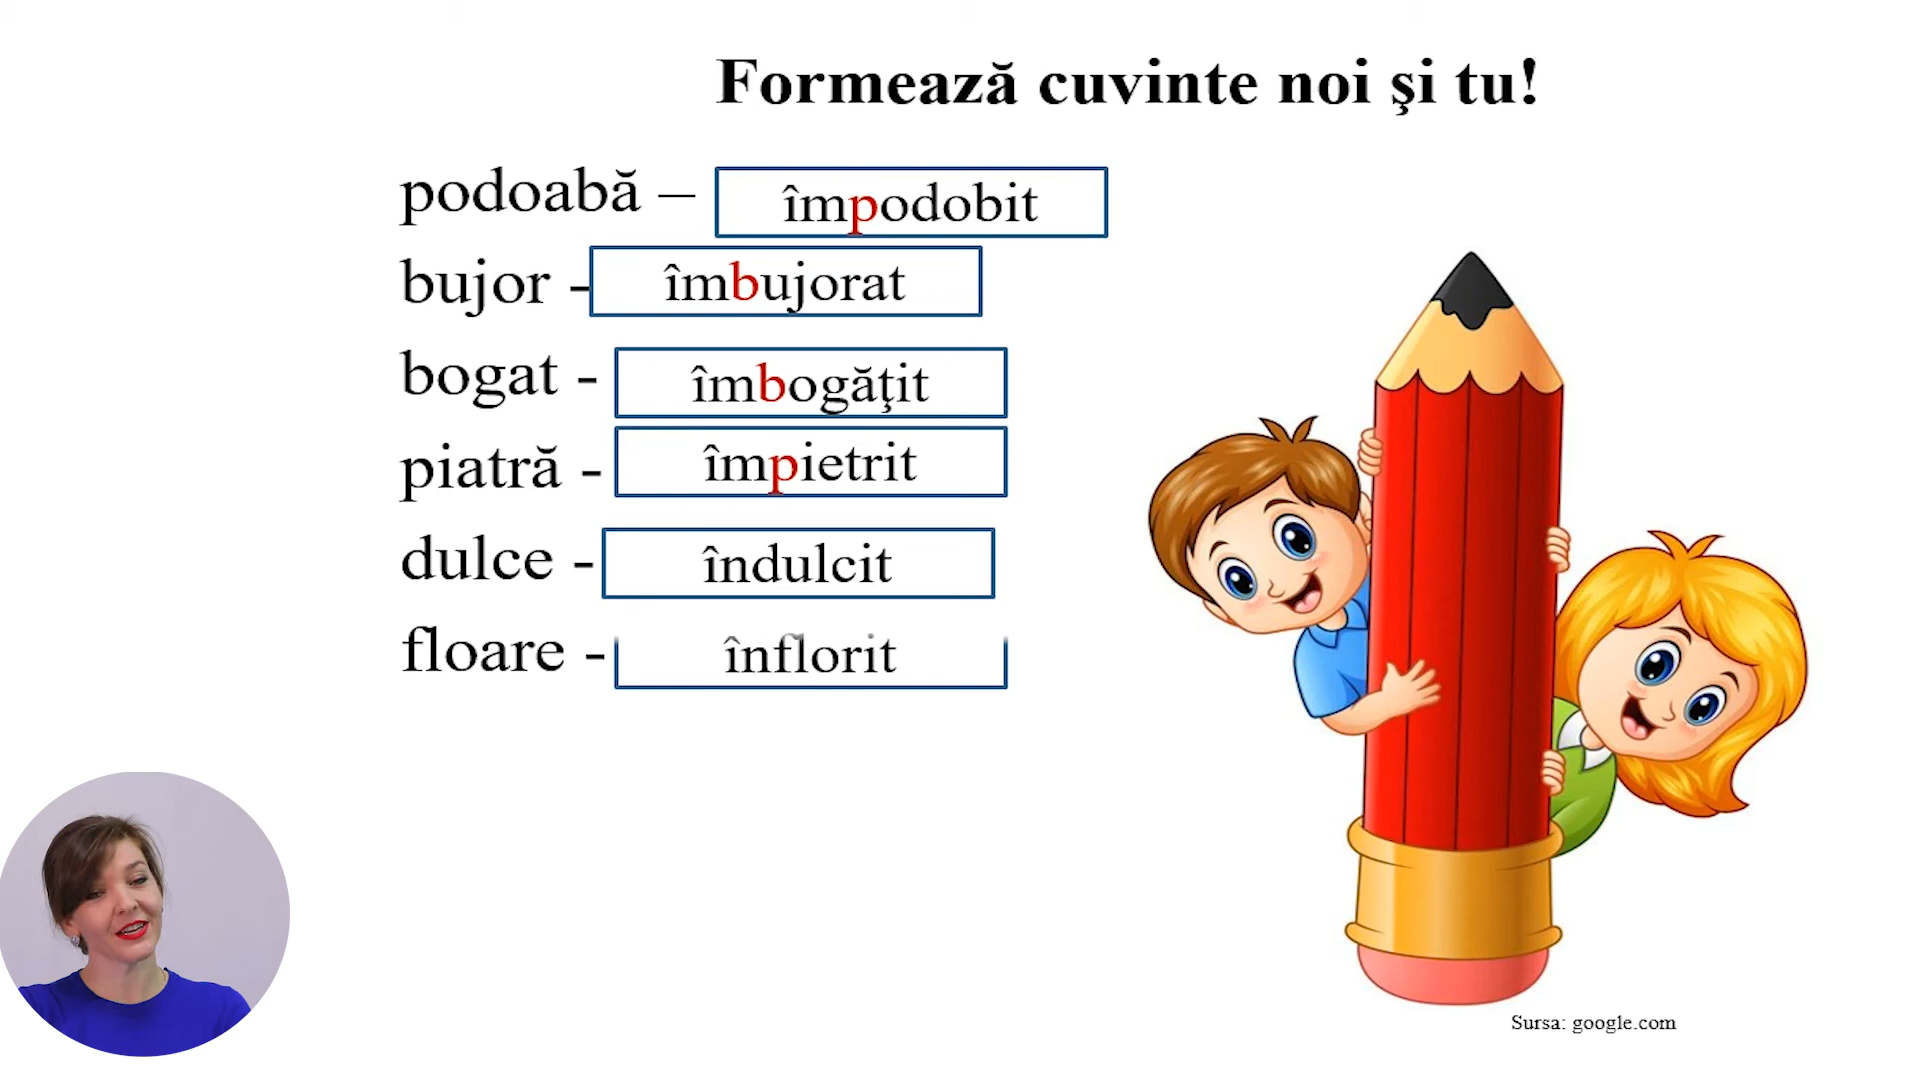 Formează cuvinte noi şi tu!
podoabă – împodobit
bujor - îmbujorat
bogat - îmbogăţit
piatră - împietrit
dulce - îndulcit
floare - înflorit
Sursa: google.com